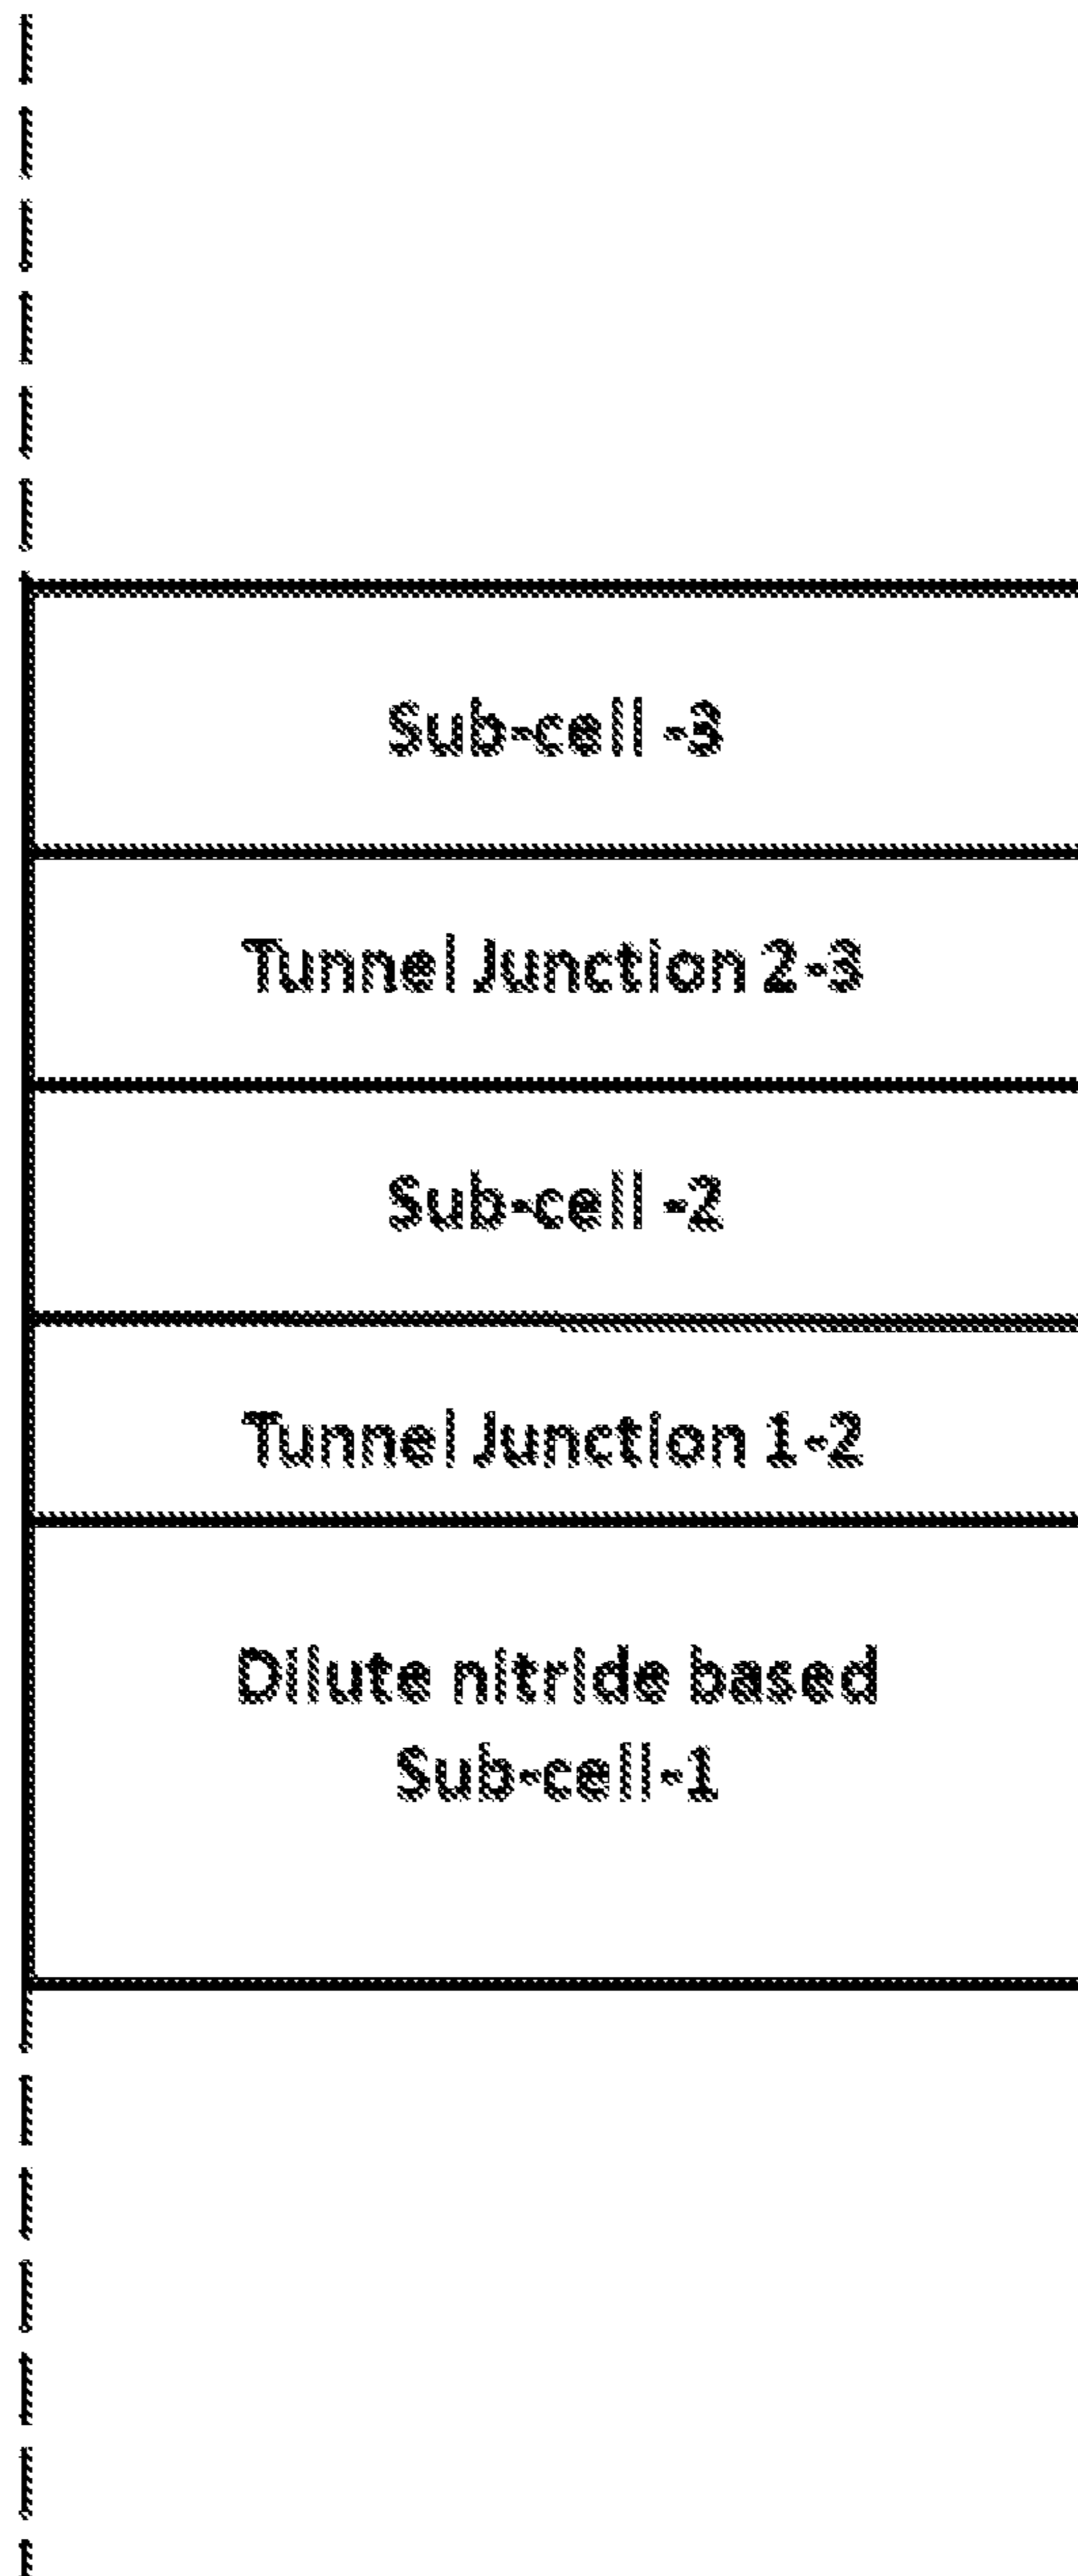 Sub-cell -3
Tunnel Junction 2-3
Sub-cell -2
Tunnel Junction 1-2
Dilute nitride based
Sub-cell-1